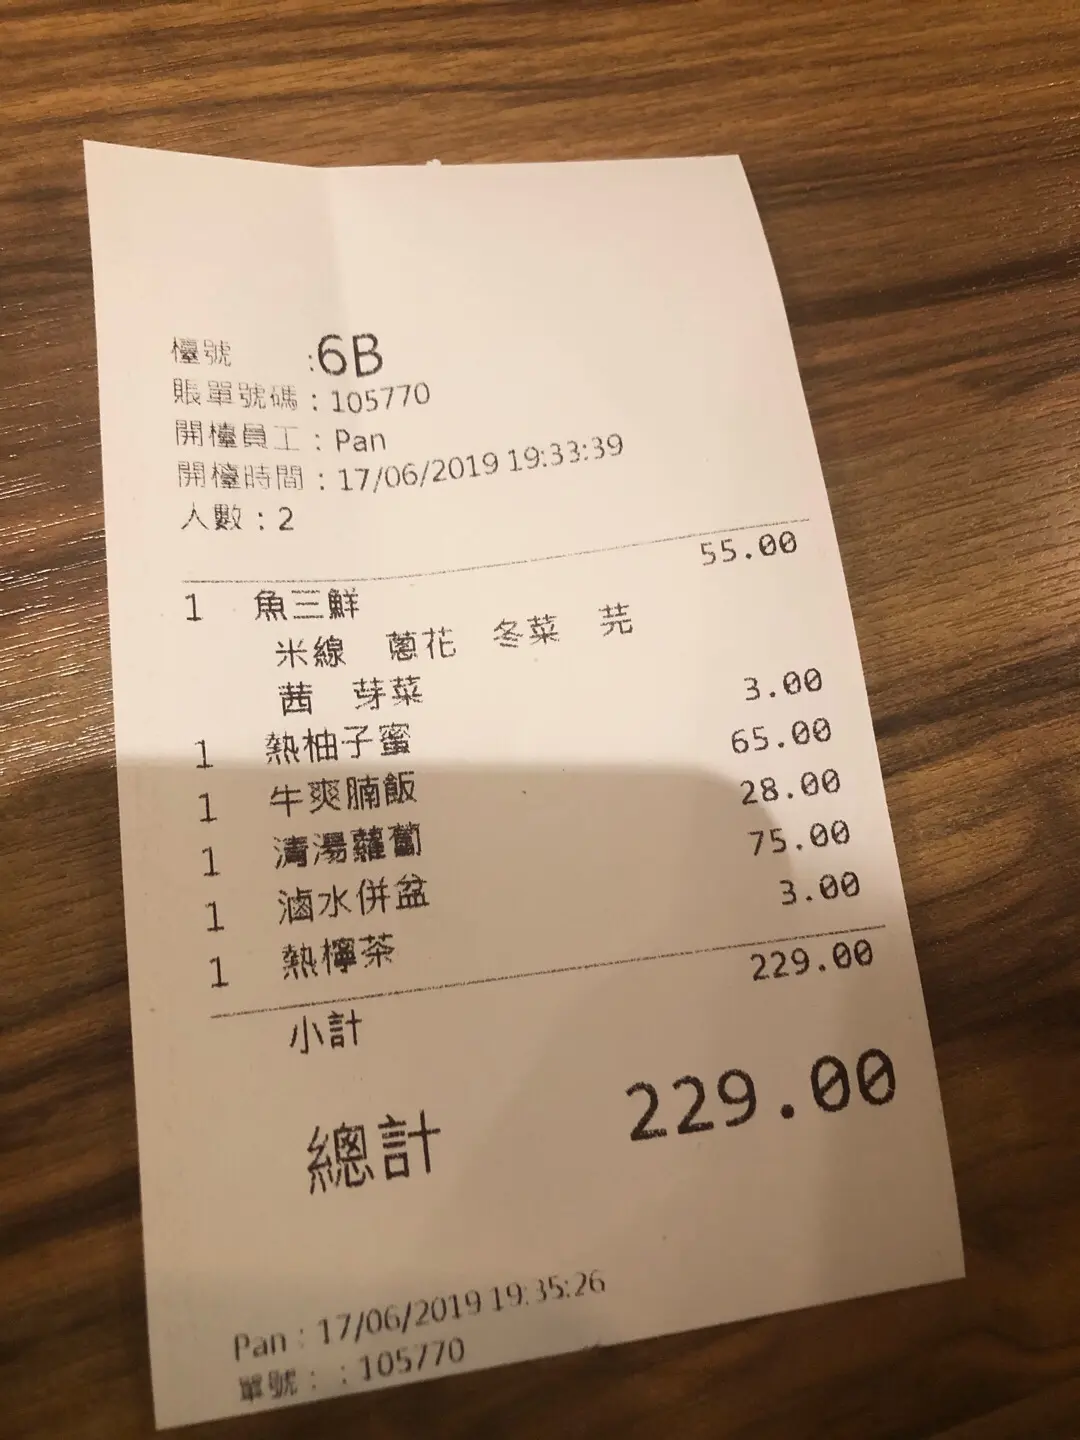 檯號 :6B
賬單號碼 : 105770
開檯員工 : Pan
開檯時間 : 17/06/2019 19:33:39
人數 : 2
1 魚三鮮 55.00
米線 蔥花 冬菜 芫
茜 芽菜
1 熱柚子蜜 3.00
1 牛爽腩飯 65.00
1 清湯蘿蔔 28.00
1 滷水併盆 75.00
1 熱檸茶 3.00
小計 229.00
總計 229.00
Pan : 17/06/2019 19:35:26
單號 : : 105770